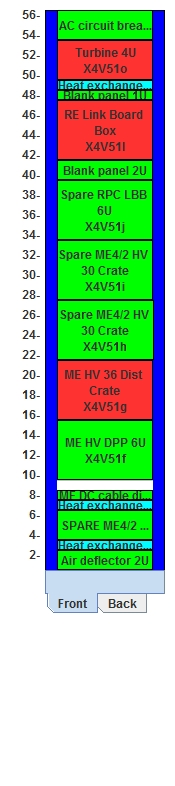 56-
AC circuit brea...
54-
52-
Turbine 4U
X4V51o
50-
Heat exchange...
48-
Blank panel 1U
46-
RE Link Board
Box
X4V51l
44-
42-
Blank panel 2U
40-
38-
Spare RPC LBB
6U
X4V51j
36-
34-
32-
Spare ME4/2 HV
30 Crate
X4V51i
30-
28-
26-
Spare ME4/2 HV
30 Crate
X4V51h
24-
22-
20-
ME HV 36 Dist
Crate
X4V51g
18-
16-
14-
ME HV DPP 6U
X4V51f
12-
10-
8-
ME DC cable di...
Heat exchange...
6-
SPARE ME4/2 ...
4-
Heat exchange...
2-
Air deflector 2U
Front
Back